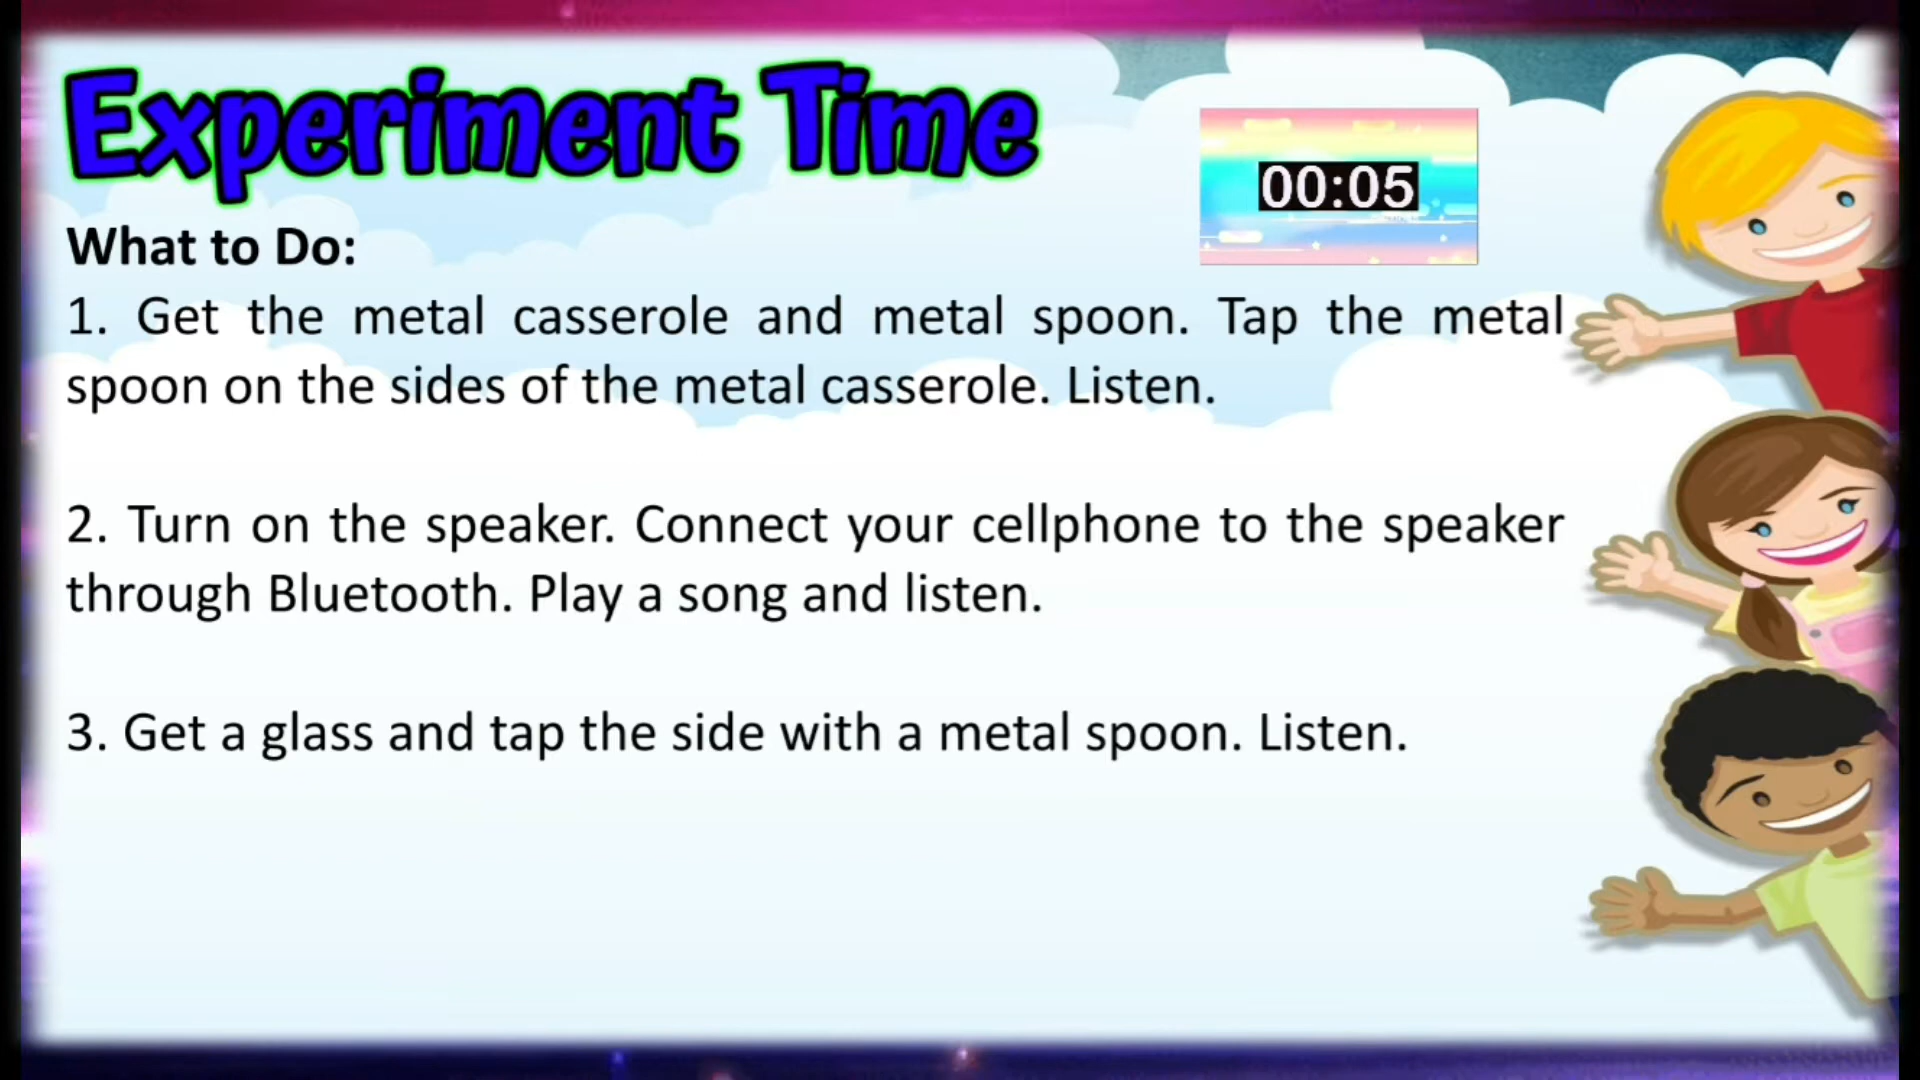 Experiment Time
00:05
What to Do:
1. Get the metal casserole and metal spoon. Tap the metal
spoon on the sides of the metal casserole. Listen.
2. Turn on the speaker. Connect your cellphone to the speaker
through Bluetooth. Play a song and listen.
3. Get a glass and tap the side with a metal spoon. Listen.